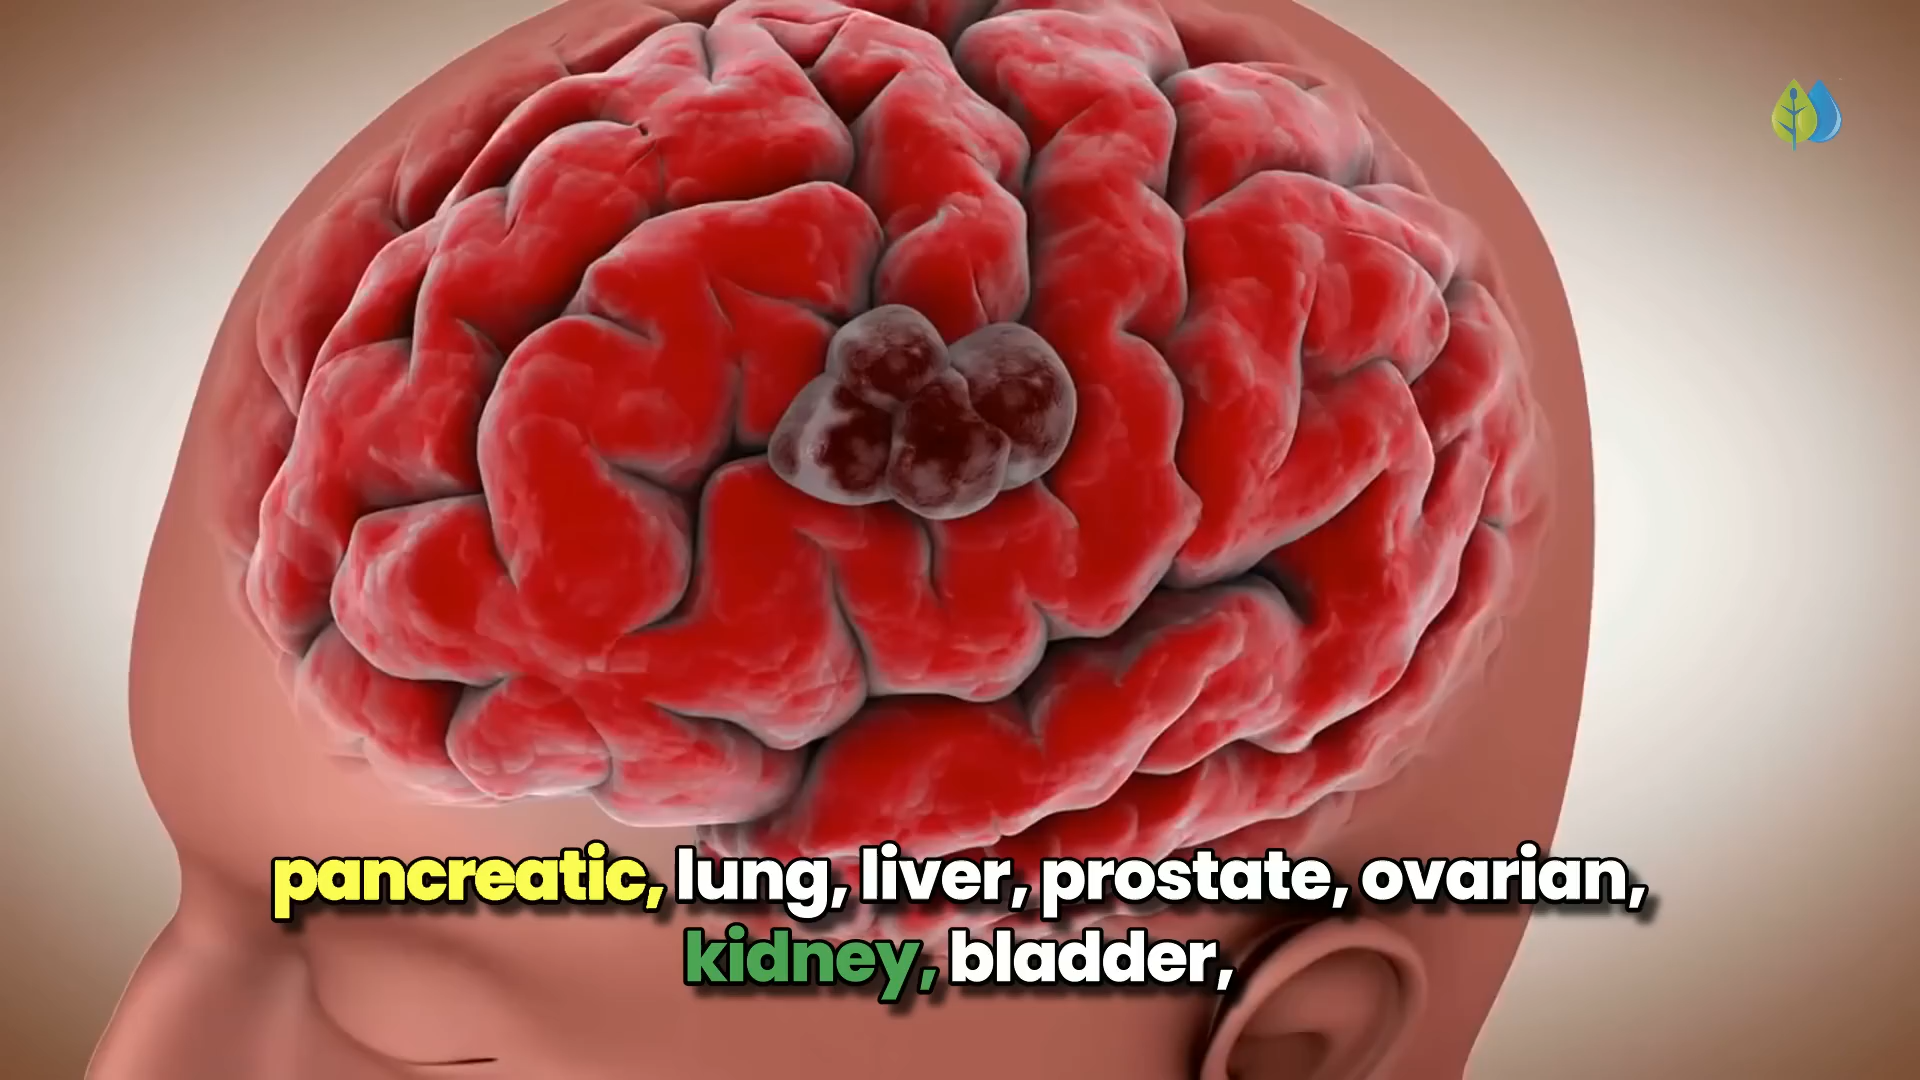 pancreatic, lung, liver, prostate, ovarian,
kidney, bladder,